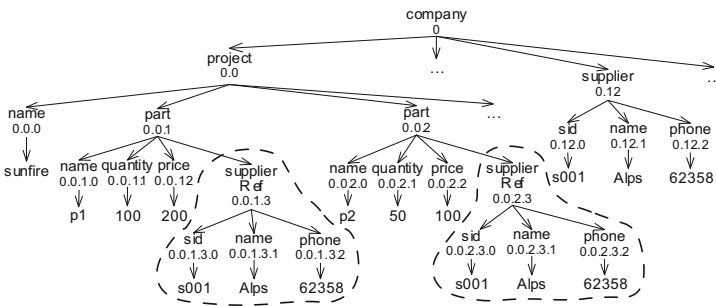 company
0
project
0.0
...
supplier
0.12
...
name
0.0.0
sunfire
part
0.0.1
part
0.0.2
...
sid
0.12.0
s001
name
0.12.1
Alps
phone
0.12.2
62358
name
0.0.1.0
p1
quantity
0.0.1.1
100
price
0.0.1.2
200
supplier
Ref
0.0.1.3
name
0.0.2.0
p2
quantity
0.0.2.1
50
price
0.0.2.2
100
supplier
Ref
0.0.2.3
sid
0.0.1.3.0
s001
name
0.0.1.3.1
Alps
phone
0.0.1.3.2
62358
sid
0.0.2.3.0
s001
name
0.0.2.3.1
Alps
phone
0.0.2.3.2
62358